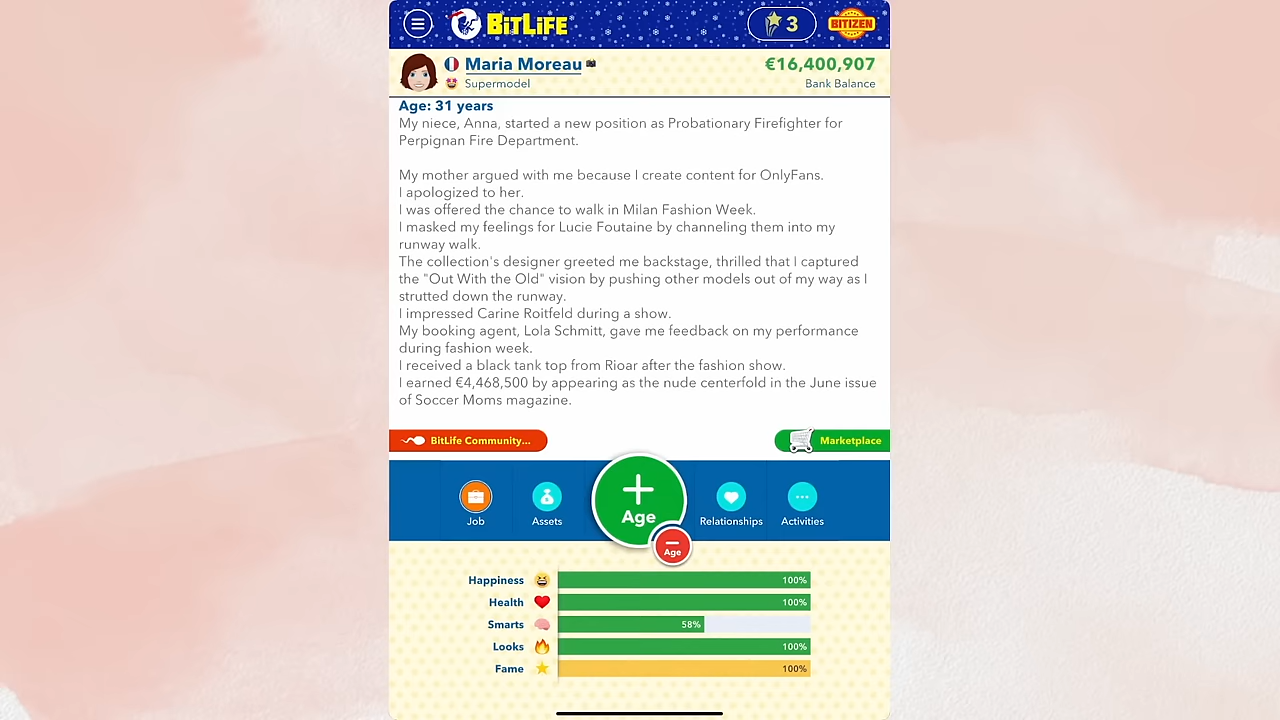 BITLIFE
3
BITIZEN
Maria Moreau
€16,400,907
Supermodel
Bank Balance
Age: 31 years
My niece, Anna, started a new position as Probationary Firefighter for
Perpignan Fire Department.
My mother argued with me because I create content for OnlyFans.
I apologized to her.
I was offered the chance to walk in Milan Fashion Week.
I masked my feelings for Lucie Foutaine by channeling them into my
runway walk.
The collection's designer greeted me backstage, thrilled that I captured
the "Out With the Old" vision by pushing other models out of my way as I
strutted down the runway.
I impressed Carine Roitfeld during a show.
My booking agent, Lola Schmitt, gave me feedback on my performance
during fashion week.
I received a black tank top from Rioar after the fashion show.
I earned €4,468,500 by appearing as the nude centerfold in the June issue
of Soccer Moms magazine.
BitLife Community...
Marketplace
Job
Assets
Age
Relationships
Activities
Age
Happiness 100%
Health 100%
Smarts 58%
Looks 100%
Fame 100%